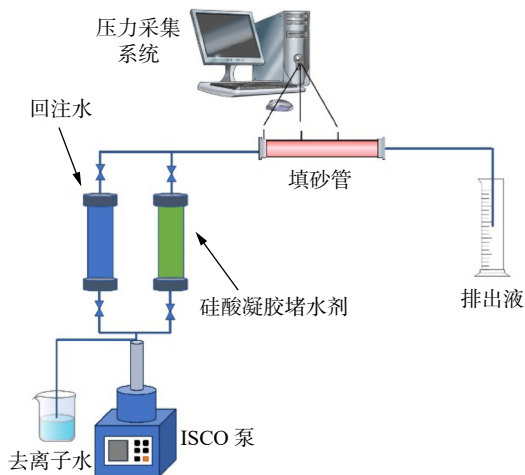 压力采集
系统
回注水
填砂管
硅酸凝胶堵水剂
排出液
ISCO 泵
去离子水